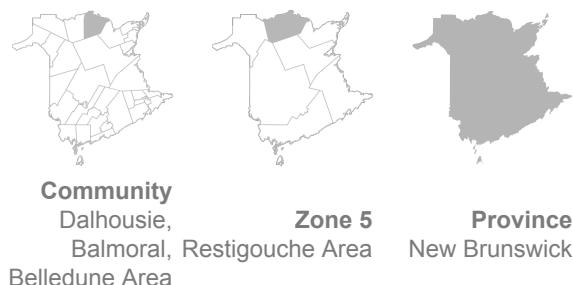 Community
Dalhousie,
Balmoral,
Belledune Area
Zone 5
Restigouche Area
Province
New Brunswick